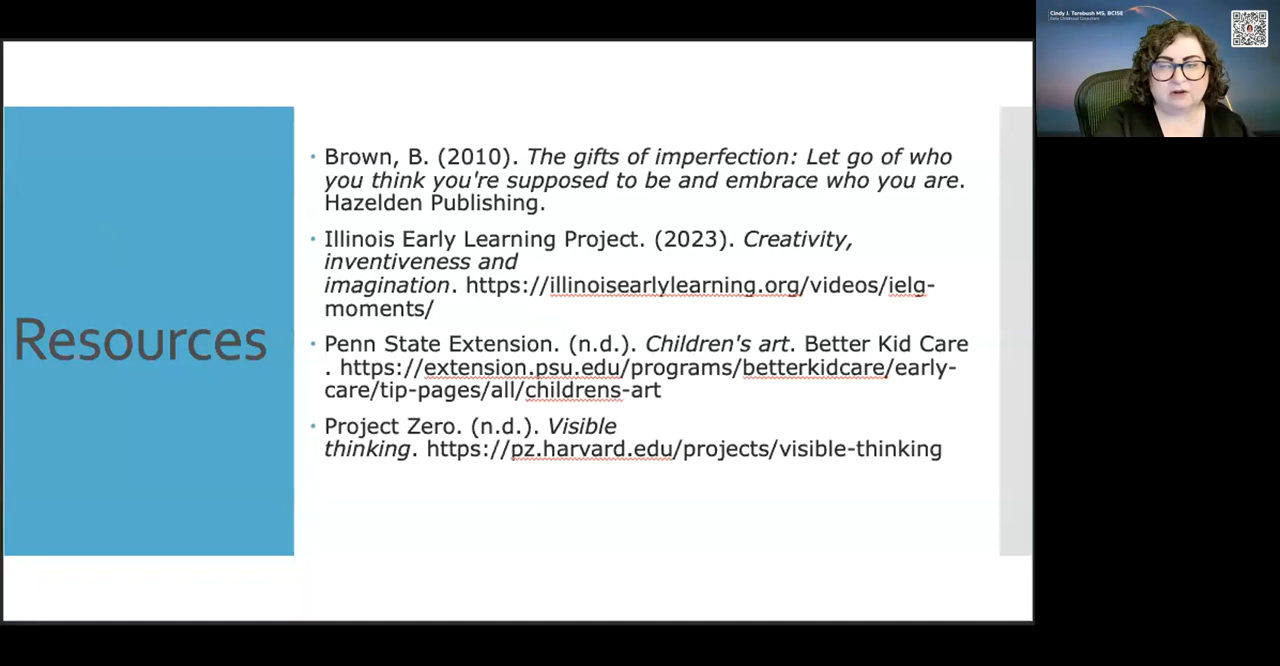 Cindy J. Terebush MS, BCISE
Early Childhood Consultant
Resources
• Brown, B. (2010). The gifts of imperfection: Let go of who
you think you're supposed to be and embrace who you are.
Hazelden Publishing.
• Illinois Early Learning Project. (2023). Creativity,
inventiveness and
imagination. https://illinoisearlylearning.org/videos/ielg-
moments/
• Penn State Extension. (n.d.). Children's art. Better Kid Care
. https://extension.psu.edu/programs/betterkidcare/early-
care/tip-pages/all/childrens-art
• Project Zero. (n.d.). Visible
thinking. https://pz.harvard.edu/projects/visible-thinking